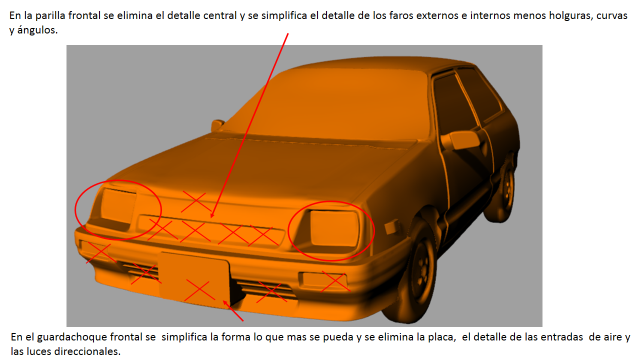 En la parilla frontal se elimina el detalle central y se simplifica el detalle de los faros externos e internos menos holguras, curvas
y ángulos.
En el guardachoque frontal se simplifica la forma lo que mas se pueda y se elimina la placa, el detalle de las entradas de aire y
las luces direccionales.